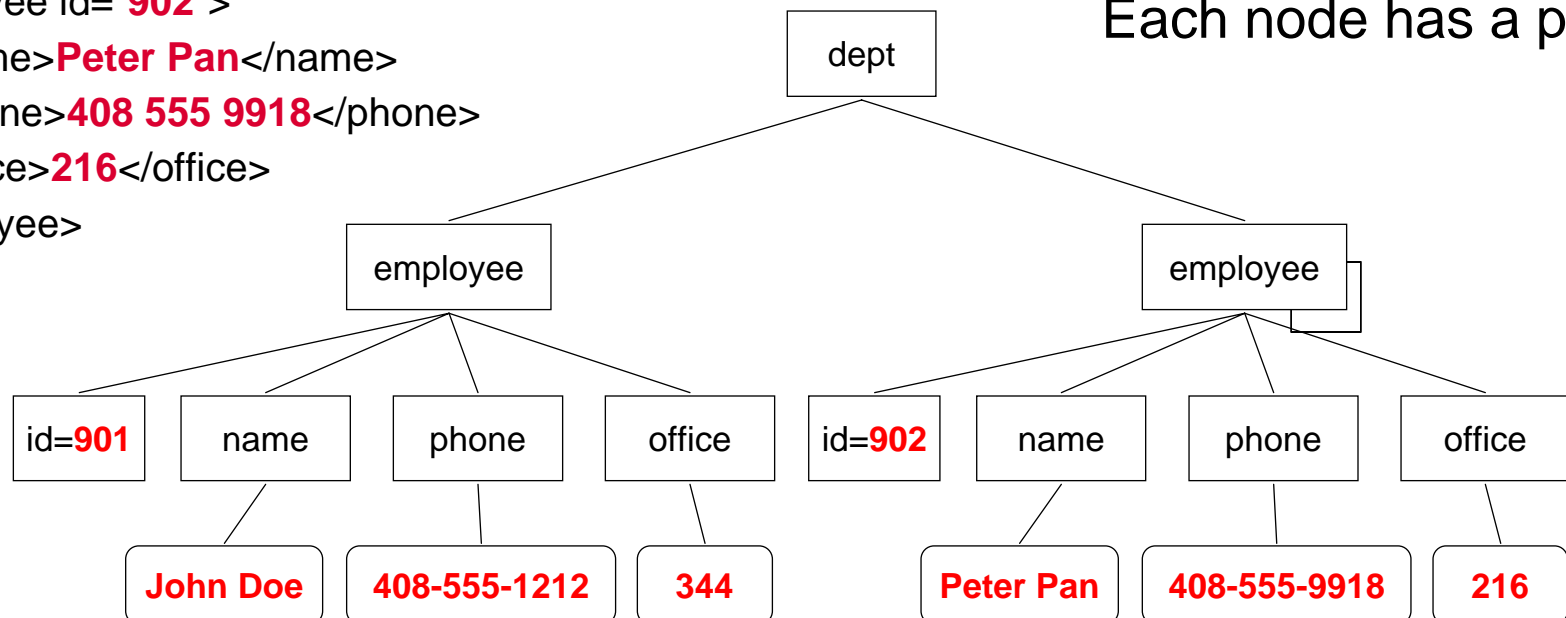 yee id="902">
ne>Peter Pan</name>
one>408 555 9918</phone>
ce>216</office>
yee>
Each node has a p
dept
employee
employee
id=901
name
phone
office
id=902
name
phone
office
John Doe
408-555-1212
344
Peter Pan
408-555-9918
216